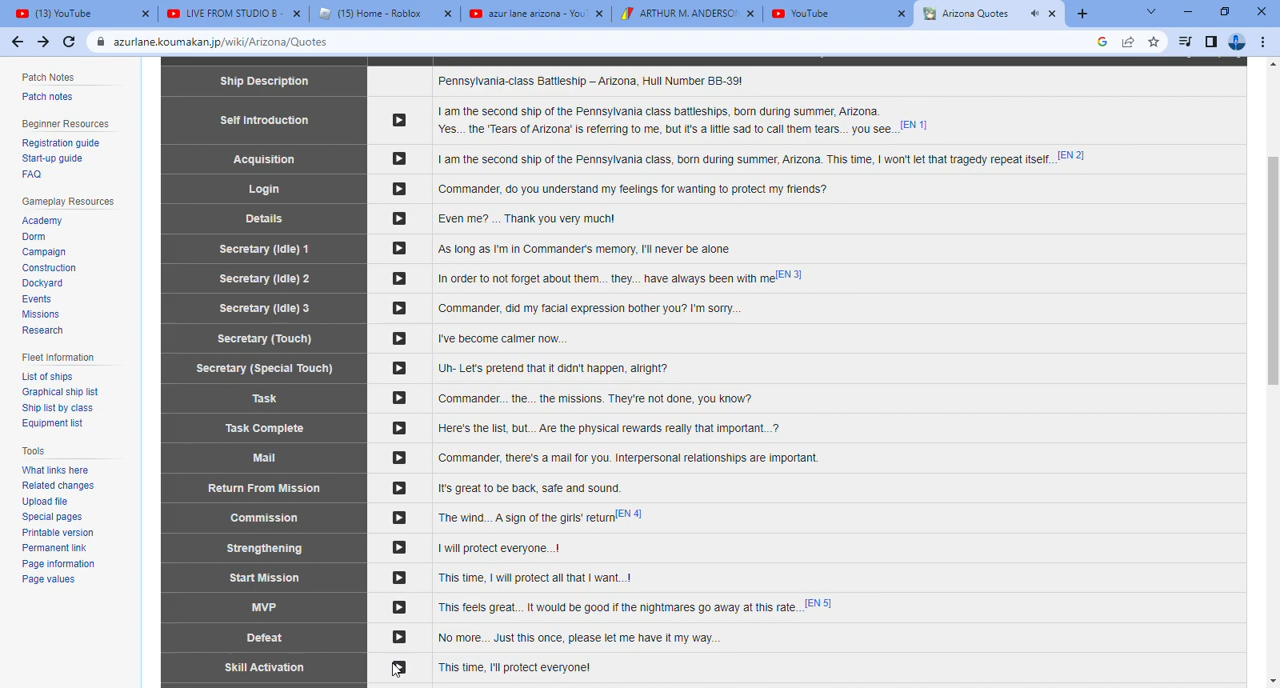 (13) YouTube
LIVE FROM STUDIO B -
(15) Home - Roblox
azur lane arizona - You
ARTHUR M. ANDERSON
YouTube
Arizona Quotes
azurlane.koumakan.jp/wiki/Arizona/Quotes
Patch Notes
Patch notes
Beginner Resources
Registration guide
Start-up guide
FAQ
Gameplay Resources
Academy
Dorm
Campaign
Construction
Dockyard
Events
Missions
Research
Fleet Information
List of ships
Graphical ship list
Ship list by class
Equipment list
Tools
What links here
Related changes
Upload file
Special pages
Printable version
Permanent link
Page information
Page values
Ship Description
Pennsylvania-class Battleship – Arizona, Hull Number BB-39!
Self Introduction
I am the second ship of the Pennsylvania class battleships, born during summer, Arizona.
Yes... the 'Tears of Arizona' is referring to me, but it's a little sad to call them tears... you see...[EN 1]
Acquisition
I am the second ship of the Pennsylvania class, born during summer, Arizona. This time, I won't let that tragedy repeat itself...[EN 2]
Login
Commander, do you understand my feelings for wanting to protect my friends?
Details
Even me? ... Thank you very much!
Secretary (Idle) 1
As long as I'm in Commander's memory, I'll never be alone
Secretary (Idle) 2
In order to not forget about them... they... have always been with me[EN 3]
Secretary (Idle) 3
Commander, did my facial expression bother you? I'm sorry...
Secretary (Touch)
I've become calmer now...
Secretary (Special Touch)
Uh- Let's pretend that it didn't happen, alright?
Task
Commander... the... the missions. They're not done, you know?
Task Complete
Here's the list, but... Are the physical rewards really that important...?
Mail
Commander, there's a mail for you. Interpersonal relationships are important.
Return From Mission
It's great to be back, safe and sound.
Commission
The wind... A sign of the girls' return[EN 4]
Strengthening
I will protect everyone...!
Start Mission
This time, I will protect all that I want...!
MVP
This feels great... It would be good if the nightmares go away at this rate...[EN 5]
Defeat
No more... Just this once, please let me have it my way...
Skill Activation
This time, I'll protect everyone!